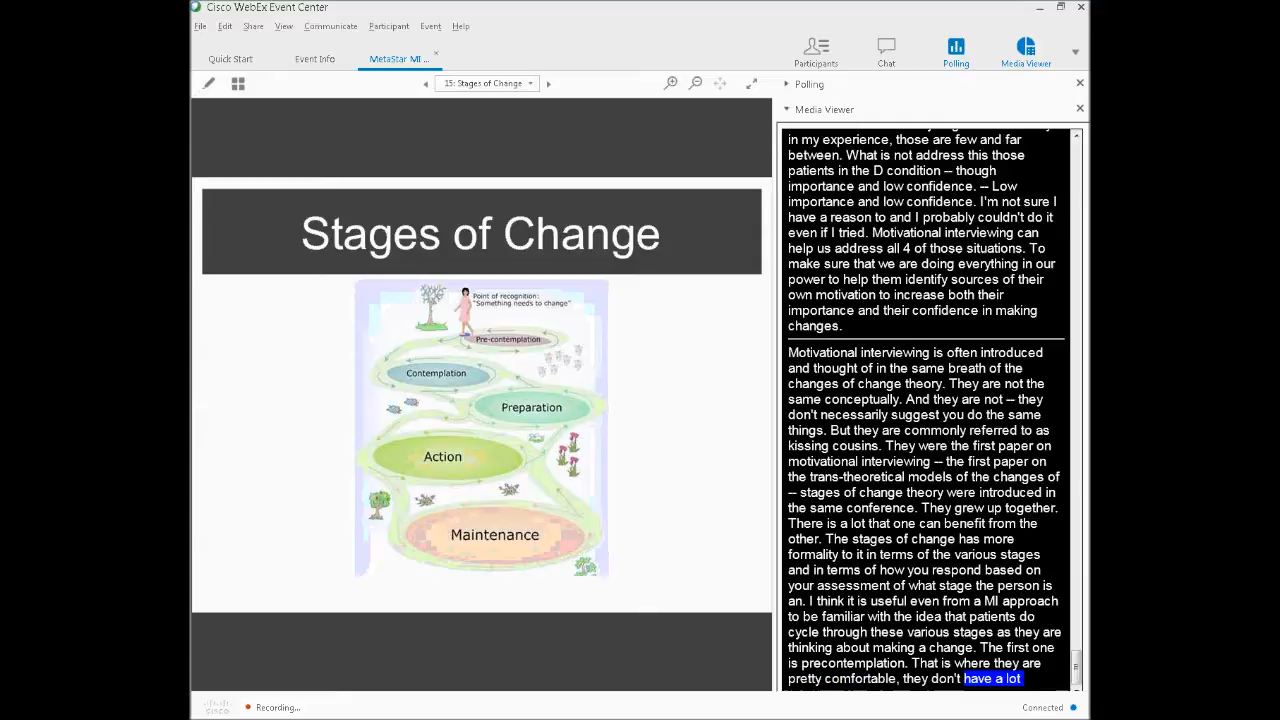 Cisco WebEx Event Center
File Edit Share View Communicate Participant Event Help
Quick Start Event Info MetaStar MI ...
Participants Chat Polling Media Viewer
15: Stages of Change
Polling
Media Viewer
Stages of Change
Point of recognition:
"Something needs to change"
Pre-contemplation
Contemplation
Preparation
Action
Maintenance
in my experience, those are few and far
between. What is not address this those
patients in the D condition -- though
importance and low confidence. -- Low
importance and low confidence. I'm not sure I
have a reason to and I probably couldn't do it
even if I tried. Motivational interviewing can
help us address all 4 of those situations. To
make sure that we are doing everything in our
power to help them identify sources of their
own motivation to increase both their
importance and their confidence in making
changes.
Motivational interviewing is often introduced
and thought of in the same breath of the
changes of change theory. They are not the
same conceptually. And they are not -- they
don't necessarily suggest you do the same
things. But they are commonly referred to as
kissing cousins. They were the first paper on
motivational interviewing -- the first paper on
the trans-theoretical models of the changes of
-- stages of change theory were introduced in
the same conference. They grew up together.
There is a lot that one can benefit from the
other. The stages of change has more
formality to it in terms of the various stages
and in terms of how you respond based on
your assessment of what stage the person is
an. I think it is useful even from a MI approach
to be familiar with the idea that patients do
cycle through these various stages as they are
thinking about making a change. The first one
is precontemplation. That is where they are
pretty comfortable, they don't have a lot
cisco
Recording...
Connected